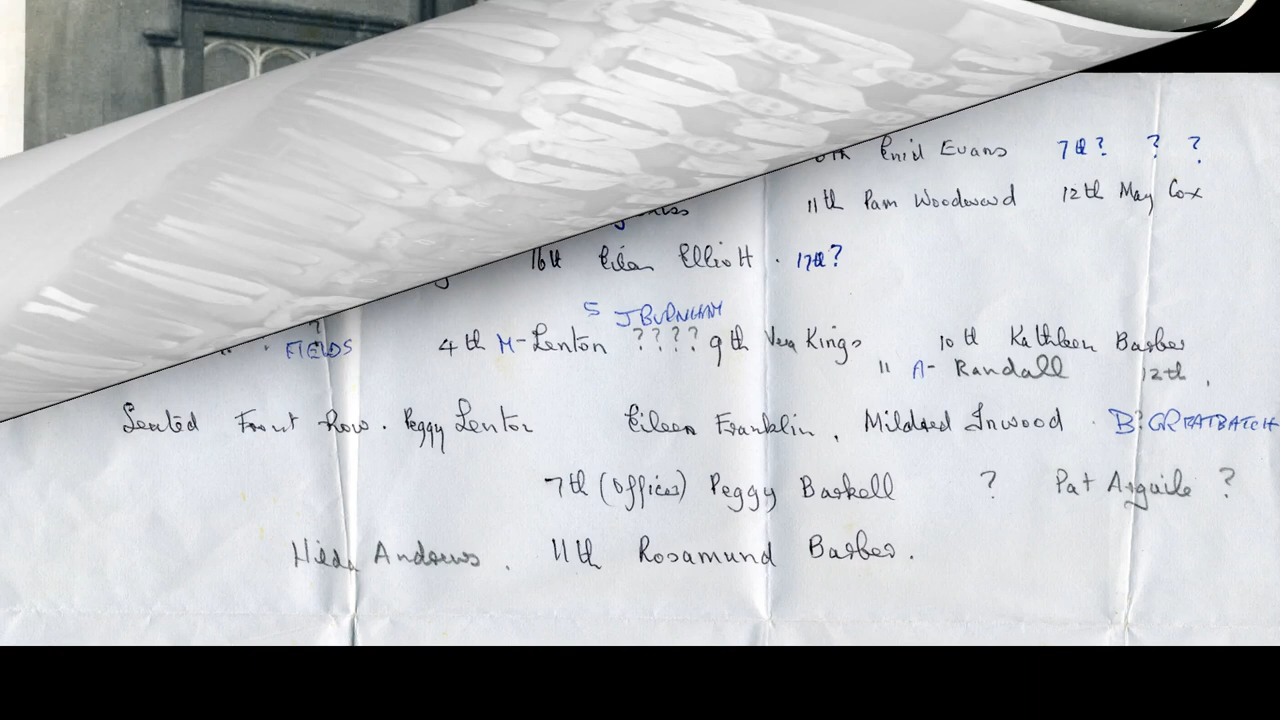 Enid Evans 7th? ? ?
11th Pam Woodward 12th May Cox
16th Eilen Elliott . 17th?
5 J BURNHAM
FIELDS 4th M-Lenton ???? 9th Vera Kings 10th Kathleen Barber
" A- Randall 12th .
Seated Front Row . Peggy Lenton Eileen Franklin , Mildred Inwood . B? GREATBATCH
7th (Officer) Peggy Baskell ? Pat Arguile ?
Hilda Andrews . 11th Rosamund Barber .